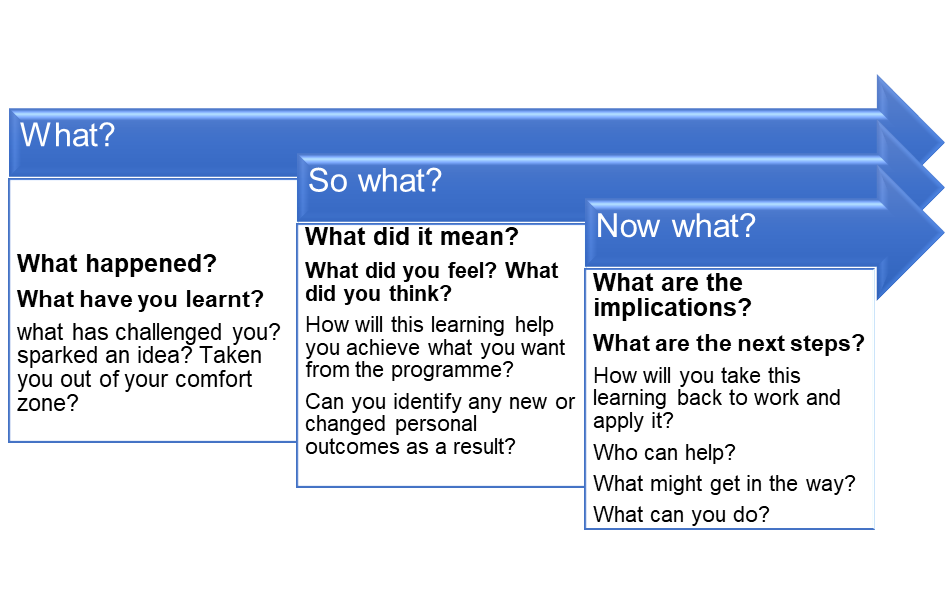 What?
What happened?
What have you learnt?
what has challenged you?
sparked an idea? Taken
you out of your comfort
zone?
So what?
What did it mean?
What did you feel? What
did you think?
How will this learning help
you achieve what you want
from the programme?
Can you identify any new or
changed personal
outcomes as a result?
Now what?
What are the
implications?
What are the next steps?
How will you take this
learning back to work and
apply it?
Who can help?
What might get in the way?
What can you do?